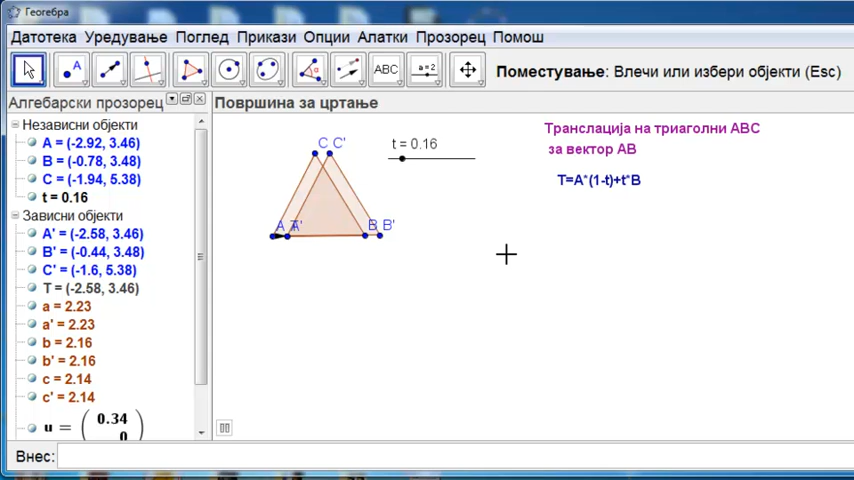 Геогебра
Датотека Уредување Поглед Прикази Опции Алатки Прозорец Помош
A ABC a = 2 Поместување: Влечи или избери објекти (Esc)
Алгебарски прозорец
Површина за цртање
Независни објекти
A = (-2.92, 3.46)
B = (-0.78, 3.48)
C = (-1.94, 5.38)
t = 0.16
Зависни објекти
A' = (-2.58, 3.46)
B' = (-0.44, 3.48)
C' = (-1.6, 5.38)
T = (-2.58, 3.46)
a = 2.23
a' = 2.23
b = 2.16
b' = 2.16
c = 2.14
c' = 2.14
u = ( 0.34
0 )
C C'
t = 0.16
A
B B'
Транслација на триаголни ABC
за вектор AB
T=A*(1-t)+t*B
Внес: